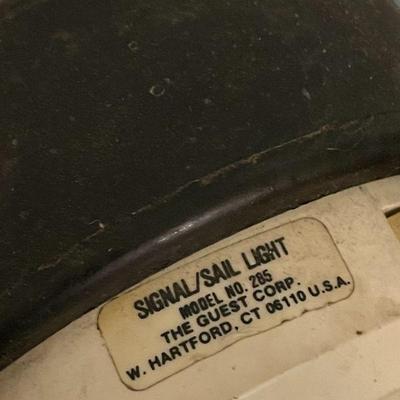 SIGNAL/SAIL LIGHT
MODEL NO. 285
THE GUEST CORP.
W. HARTFORD, CT 06110 U.S.A.